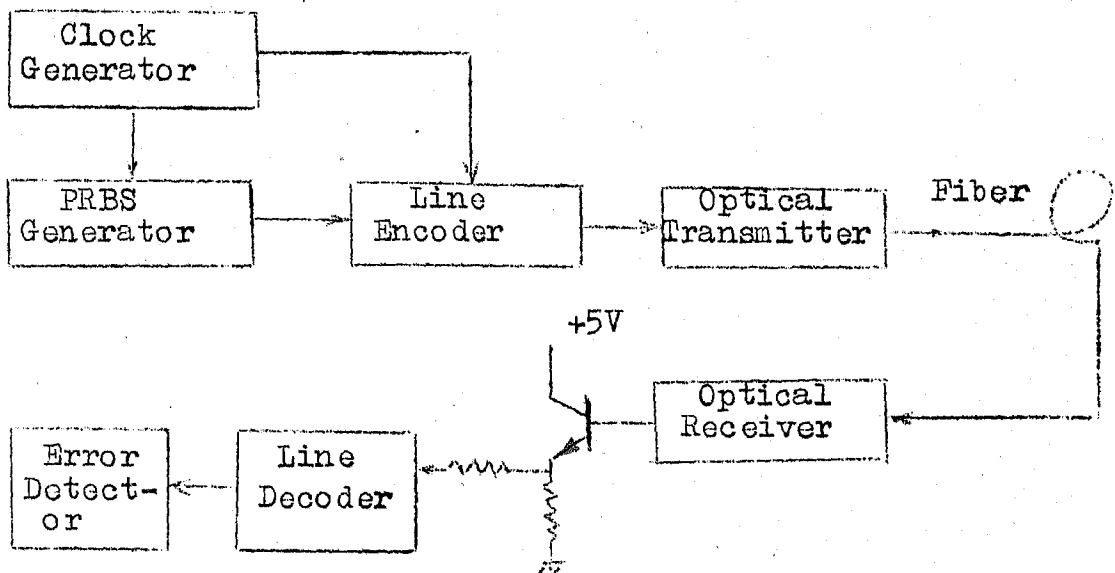 Clock
Generator
PRBS
Generator
Line
Encoder
Optical
Transmitter
Fiber
+5V
Optical
Receiver
Line
Decoder
Error
Detect-
or